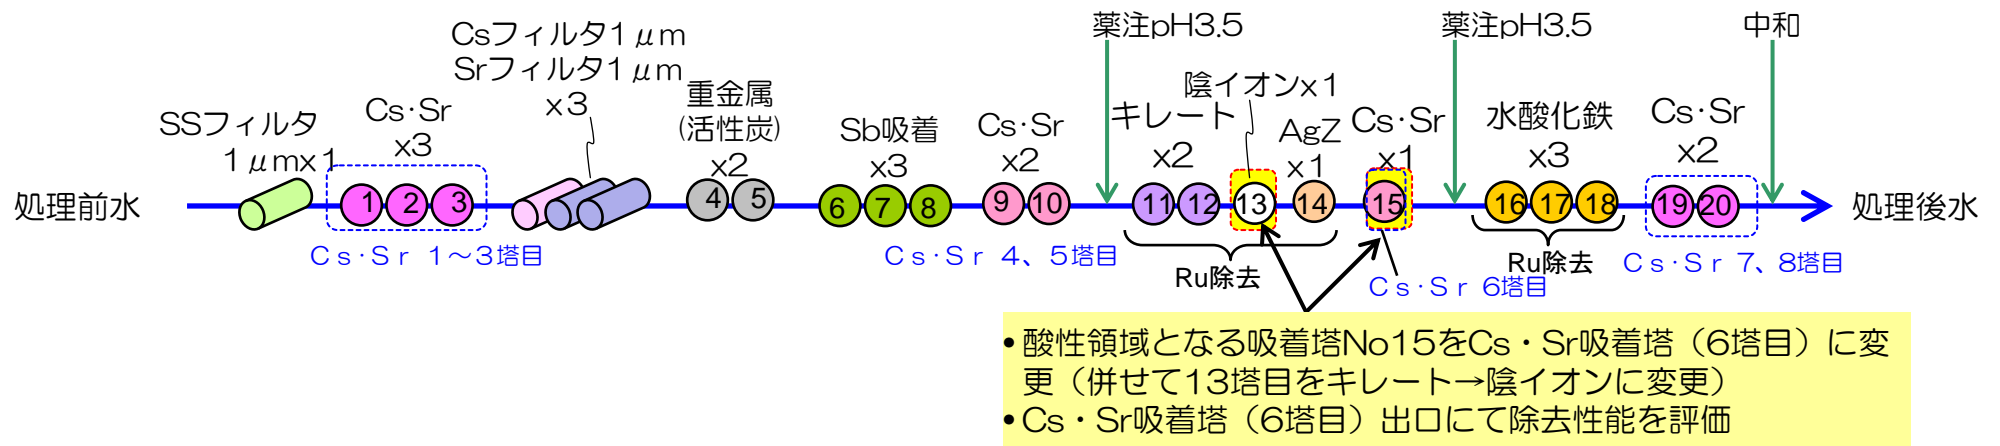 処理前水
SSフィルタ
1μmx1
Cs·Sr
x3
1
2
3
Cs·Sr 1～3塔目
Csフィルタ1μm
Srフィルタ1μm
x3
重金属
(活性炭)
x2
4
5
Sb吸着
x3
6
7
8
Cs·Sr
x2
9
10
Cs·Sr 4、5塔目
薬注pH3.5
キレート
x2
11
12
陰イオンx1
13
AgZ
x1
14
Ru除去
Cs·Sr
x1
15
Cs·Sr 6塔目
薬注pH3.5
水酸化鉄
x3
16
17
18
Ru除去
Cs·Sr
x2
19
20
Cs·Sr 7、8塔目
中和
処理後水
•酸性領域となる吸着塔No15をCs・Sr吸着塔（6塔目）に変
更（併せて13塔目をキレート→陰イオンに変更）
•Cs・Sr吸着塔（6塔目）出口にて除去性能を評価